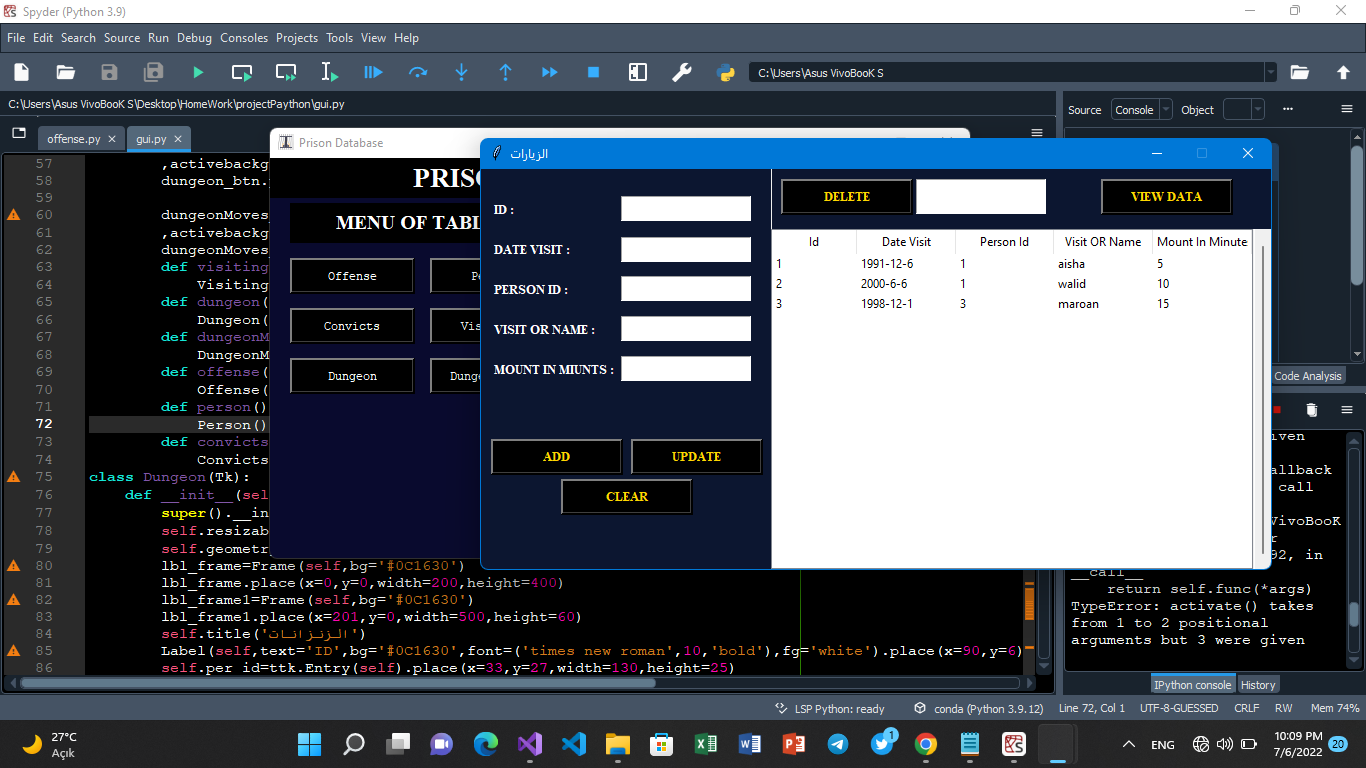 Spyder (Python 3.9)
File Edit Search Source Run Debug Consoles Projects Tools View Help
C:\Users\Asus VivoBooK S
C:\Users\Asus VivoBooK S\Desktop\HomeWork\projectPaython\gui.py
Source Console Object
offense.py gui.py
57 ,activebackg
58 dungeon_btn.
59
60 dungeonMoves
61 ,activebackg
62 dungeonMoves
63 def visiting
64 Visiting
65 def dungeon(
66 Dungeon(
67 def dungeonM
68 DungeonM
69 def offense(
70 Offense(
71 def person()
72 Person()
73 def convicts
74 Convicts
75 class Dungeon(Tk):
76 def __init__(sel
77 super().__in
78 self.resizab
79 self.geometr
80 lbl_frame=Frame(self,bg='#0C1630')
81 lbl_frame.place(x=0,y=0,width=200,height=400)
82 lbl_frame1=Frame(self,bg='#0C1630')
83 lbl_frame1.place(x=201,y=0,width=500,height=60)
84 self.title('الزنزانات')
85 Label(self,text='ID',bg='#0C1630',font=('times new roman',10,'bold'),fg='white').place(x=90,y=6)
86 self.per_id=ttk.Entry(self).place(x=33,y=27,width=130,height=25)
Prison Database
PRISO
MENU OF TABL
Offense Pe
Convicts Vis
Dungeon Dunge
الزيارات
ID :
DATE VISIT :
PERSON ID :
VISIT OR NAME :
MOUNT IN MIUNTS :
ADD UPDATE
CLEAR
DELETE VIEW DATA
Id Date Visit Person Id Visit OR Name Mount In Minute
1 1991-12-6 1 aisha 5
2 2000-6-6 1 walid 10
3 1998-12-1 3 maroan 15
Code Analysis
iven
allback
call
VivoBooK
r
92, in
__call__
return self.func(*args)
TypeError: activate() takes
from 1 to 2 positional
arguments but 3 were given
IPython console History
LSP Python: ready conda (Python 3.9.12) Line 72, Col 1 UTF-8-GUESSED CRLF RW Mem 74%
27°C
Açık
1
ENG
10:09 PM
7/6/2022
20